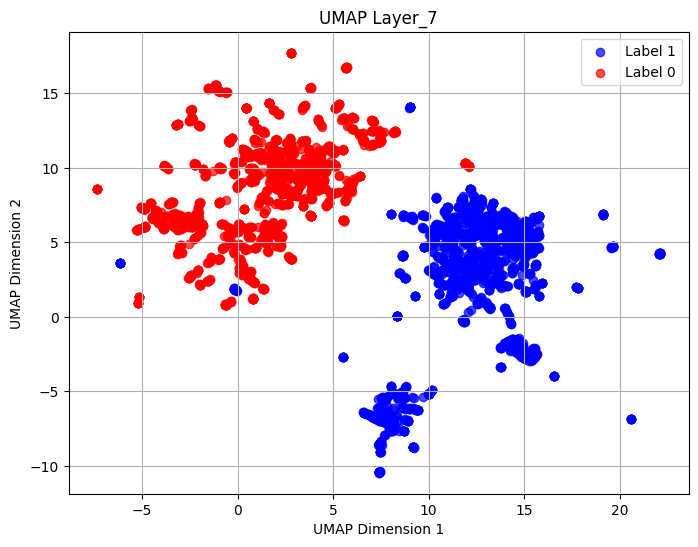 UMAP Layer_7
Label 1
Label 0
UMAP Dimension 2
15
10
5
0
−5
−10
−5
0
5
10
15
20
UMAP Dimension 1